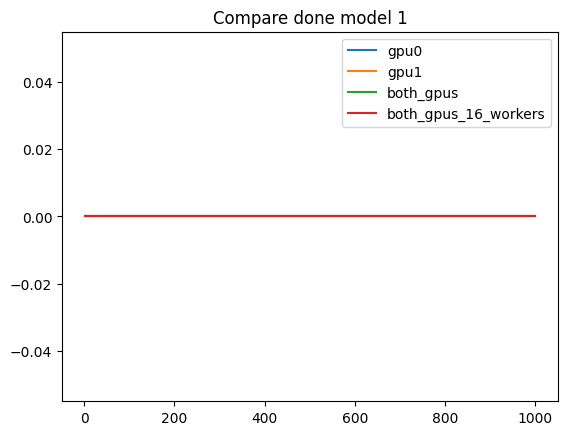 Compare done model 1
gpu0
gpu1
both_gpus
both_gpus_16_workers
0.04
0.02
0.00
−0.02
−0.04
0
200
400
600
800
1000